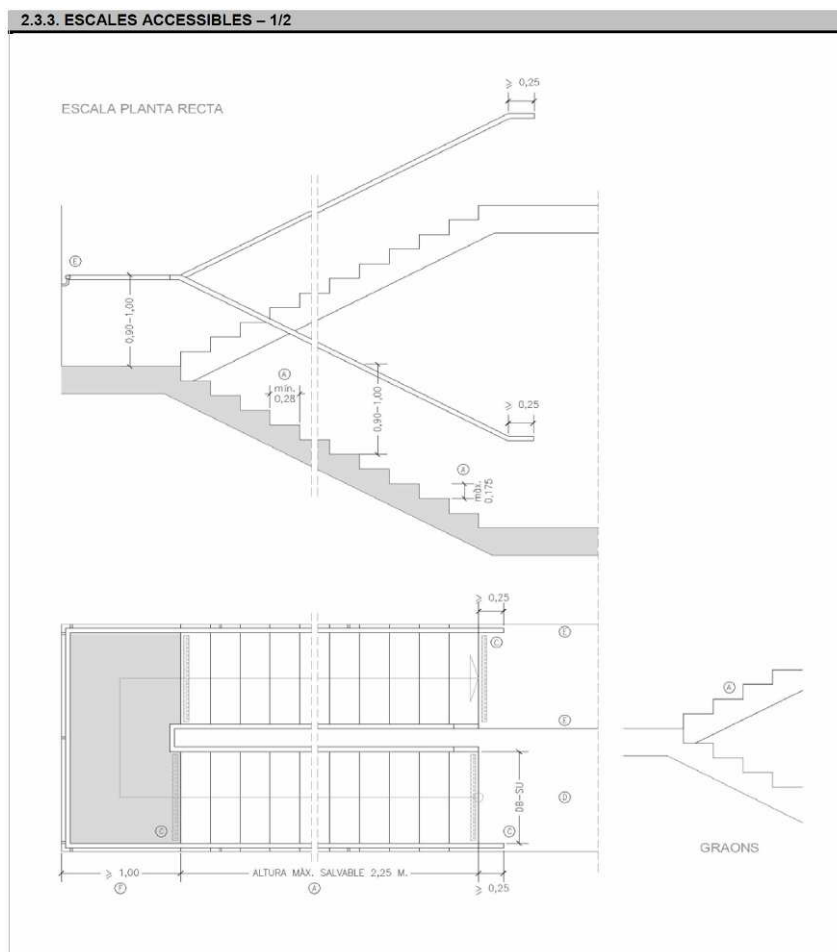 2.3.3. ESCALES ACCESSIBLES – 1/2
ESCALA PLANTA RECTA
≥ 0,25
E
0,90-1,00
A
mín.
0,28
0,90-1,00
≥ 0,25
A
màx.
0,175
≥ 0,25
E
C
A
E
DB-SU
D
C
C
GRAONS
≥ 1,00
ALTURA MÀX. SALVABLE 2,25 M.
≥ 0,25
F
A